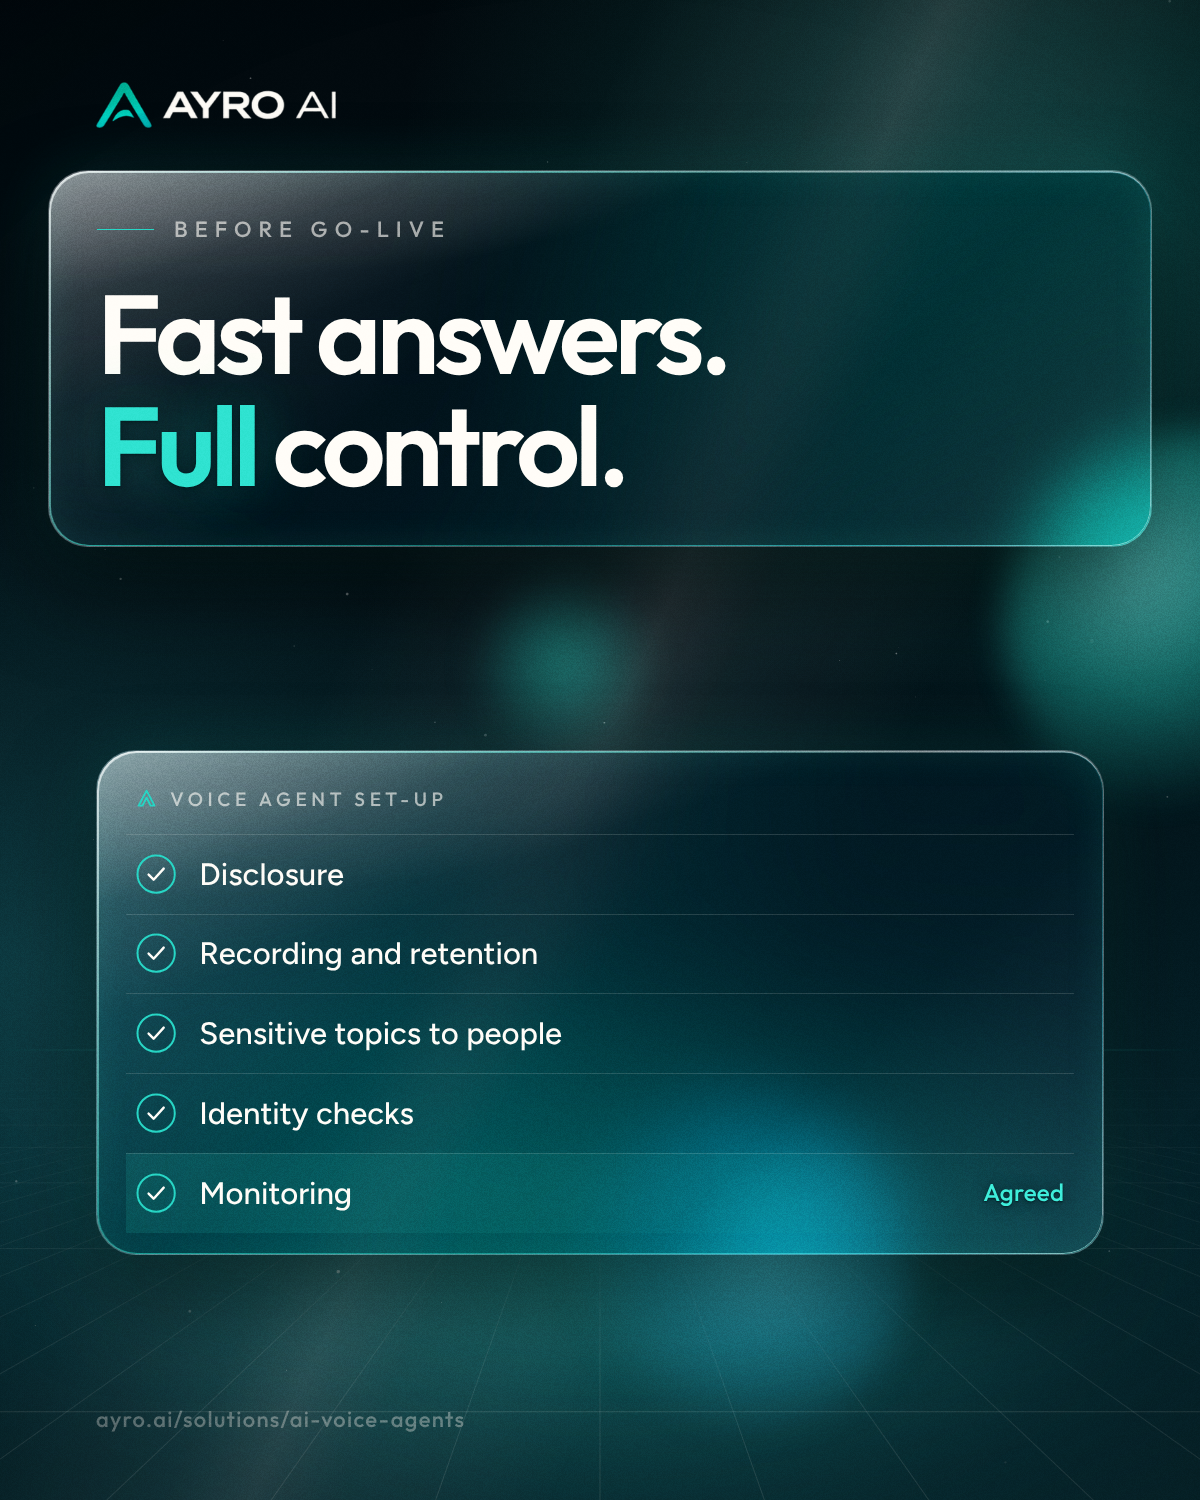 AYRO AI
BEFORE GO-LIVE
Fast answers.
Full control.
VOICE AGENT SET-UP
Disclosure
Recording and retention
Sensitive topics to people
Identity checks
Monitoring Agreed
ayro.ai/solutions/ai-voice-agents